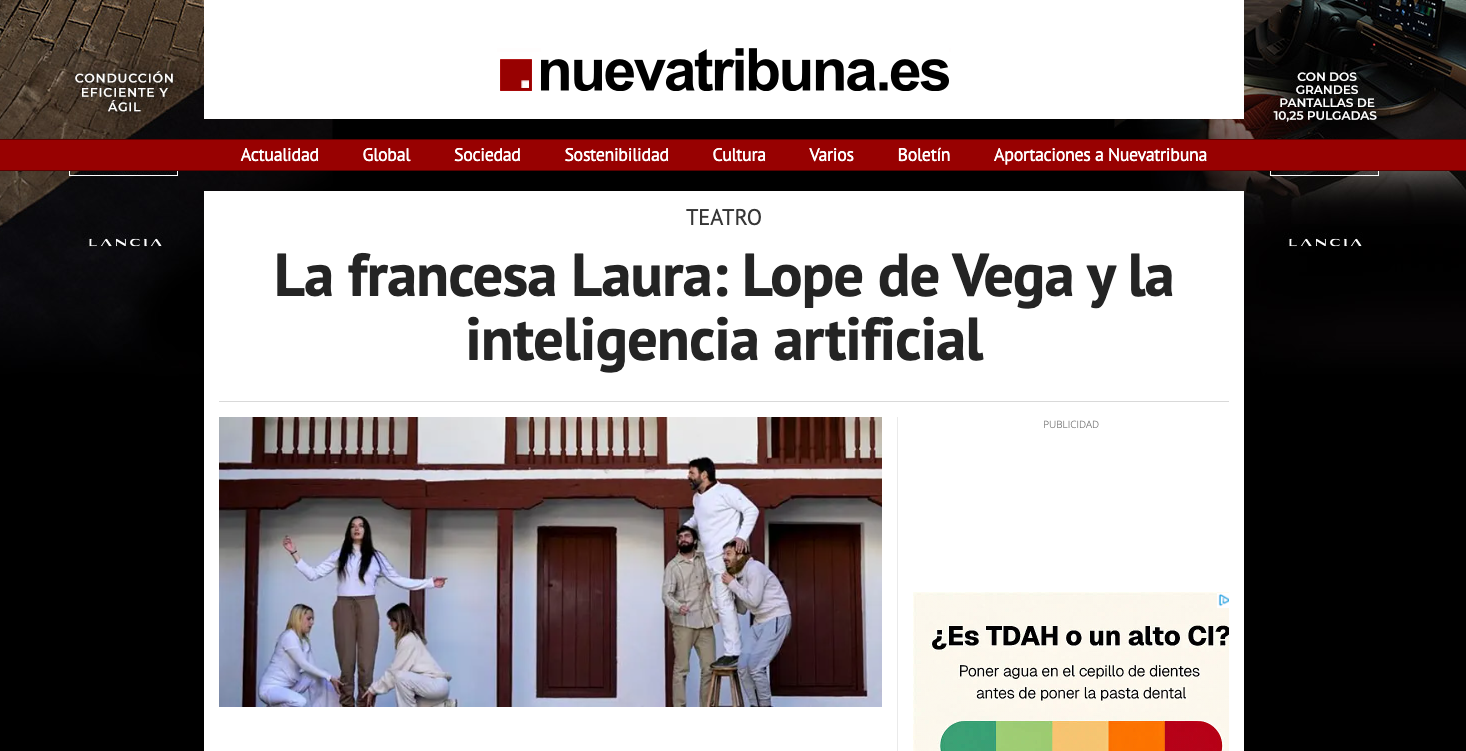 CONDUCCIÓN
EFICIENTE Y
ÁGIL
nuevatribuna.es
CON DOS
GRANDES
PANTALLAS DE
10,25 PULGADAS
Actualidad Global Sociedad Sostenibilidad Cultura Varios Boletín Aportaciones a Nuevatribuna
LANCIA
LANCIA
TEATRO
La francesa Laura: Lope de Vega y la
inteligencia artificial
PUBLICIDAD
¿Es TDAH o un alto CI?
Poner agua en el cepillo de dientes
antes de poner la pasta dental